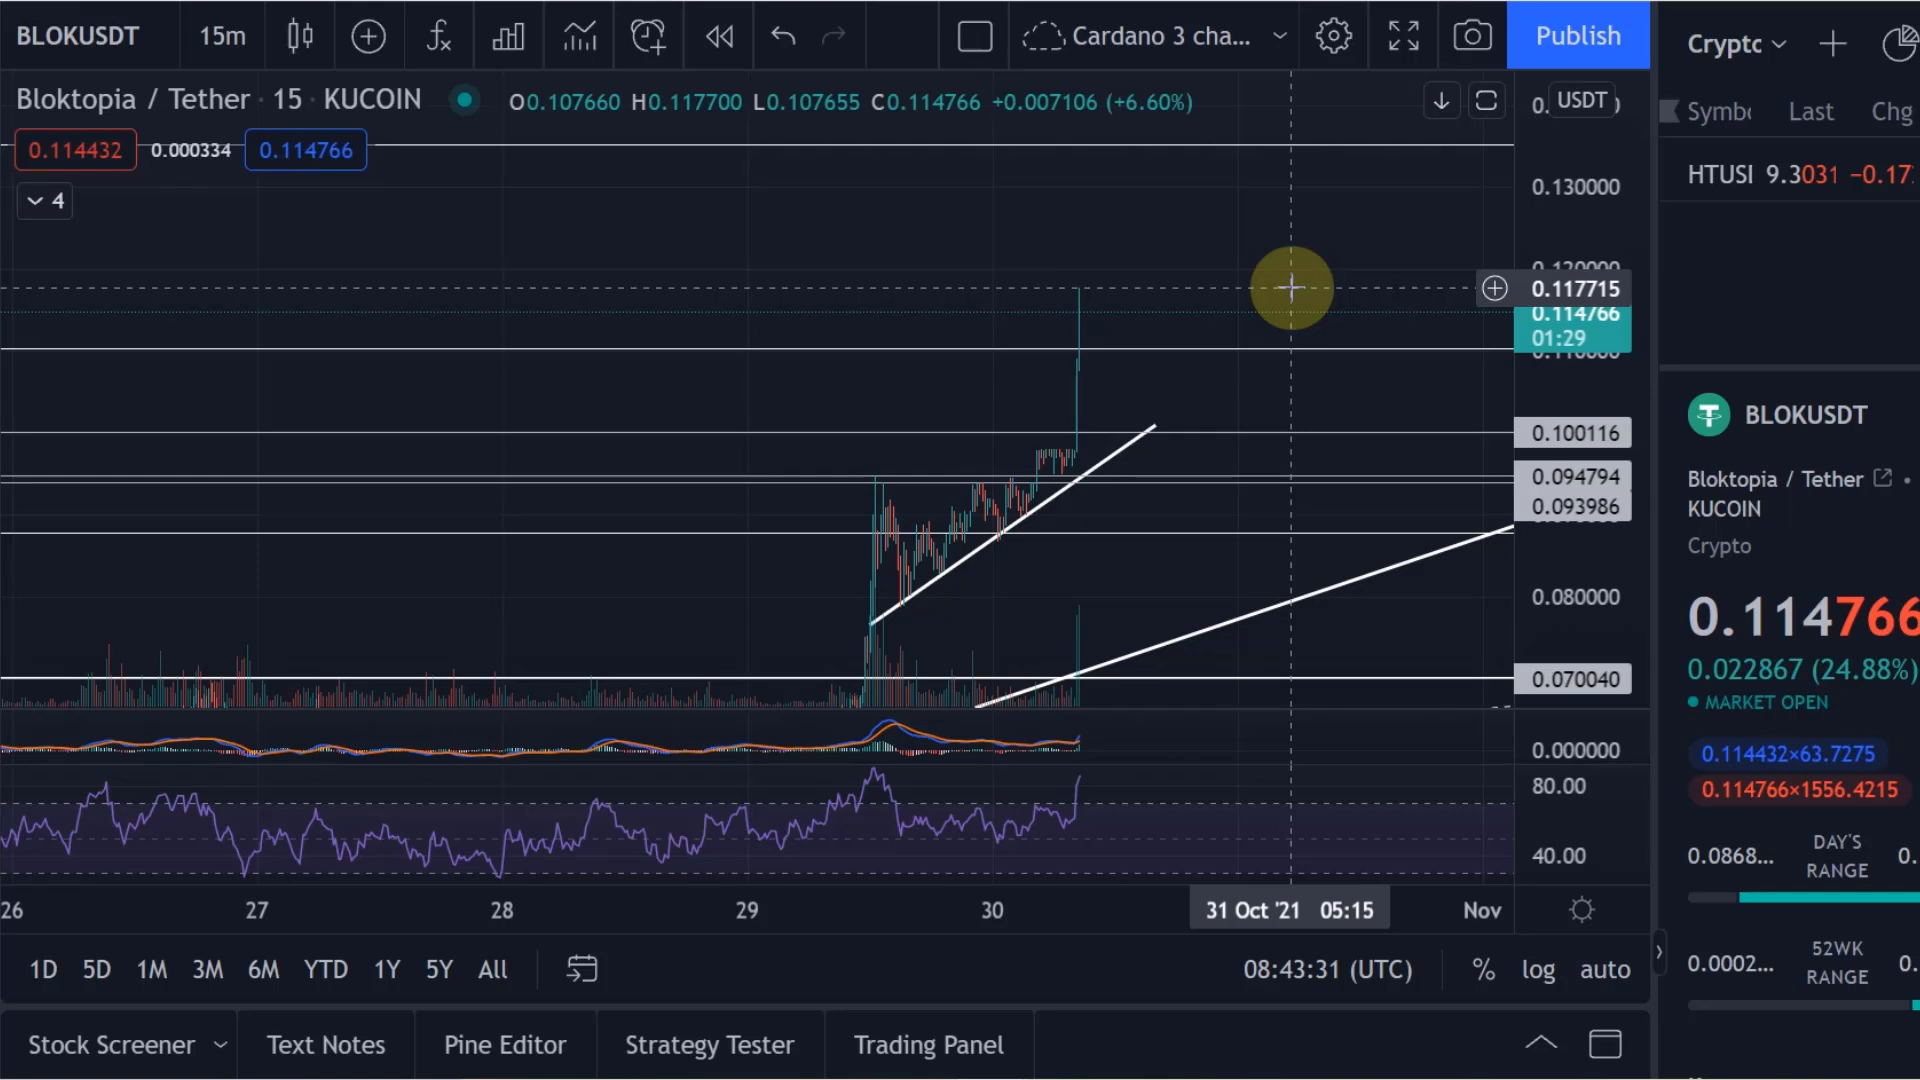 BLOKUSDT 15m Cardano 3 cha... Publish
Bloktopia / Tether · 15 · KUCOIN O0.107660 H0.117700 L0.107655 C0.114766 +0.007106 (+6.60%)
0.114432 0.000334 0.114766
4
USDT
0.130000
0.117715
0.114766
01:29
0.100116
0.094794
0.093986
0.080000
0.070040
0.000000
80.00
40.00
26 27 28 29 30 31 Oct '21 05:15 Nov
1D 5D 1M 3M 6M YTD 1Y 5Y All 08:43:31 (UTC) % log auto
Stock Screener Text Notes Pine Editor Strategy Tester Trading Panel
Last Chg
HTUSI 9.3031 −0.17
BLOKUSDT
Bloktopia / Tether
KUCOIN
Crypto
0.114766
0.022867 (24.88%)
MARKET OPEN
0.114432×63.7275
0.114766×1556.4215
0.0868... DAY'S RANGE 0.
0.0002... 52WK RANGE 0.